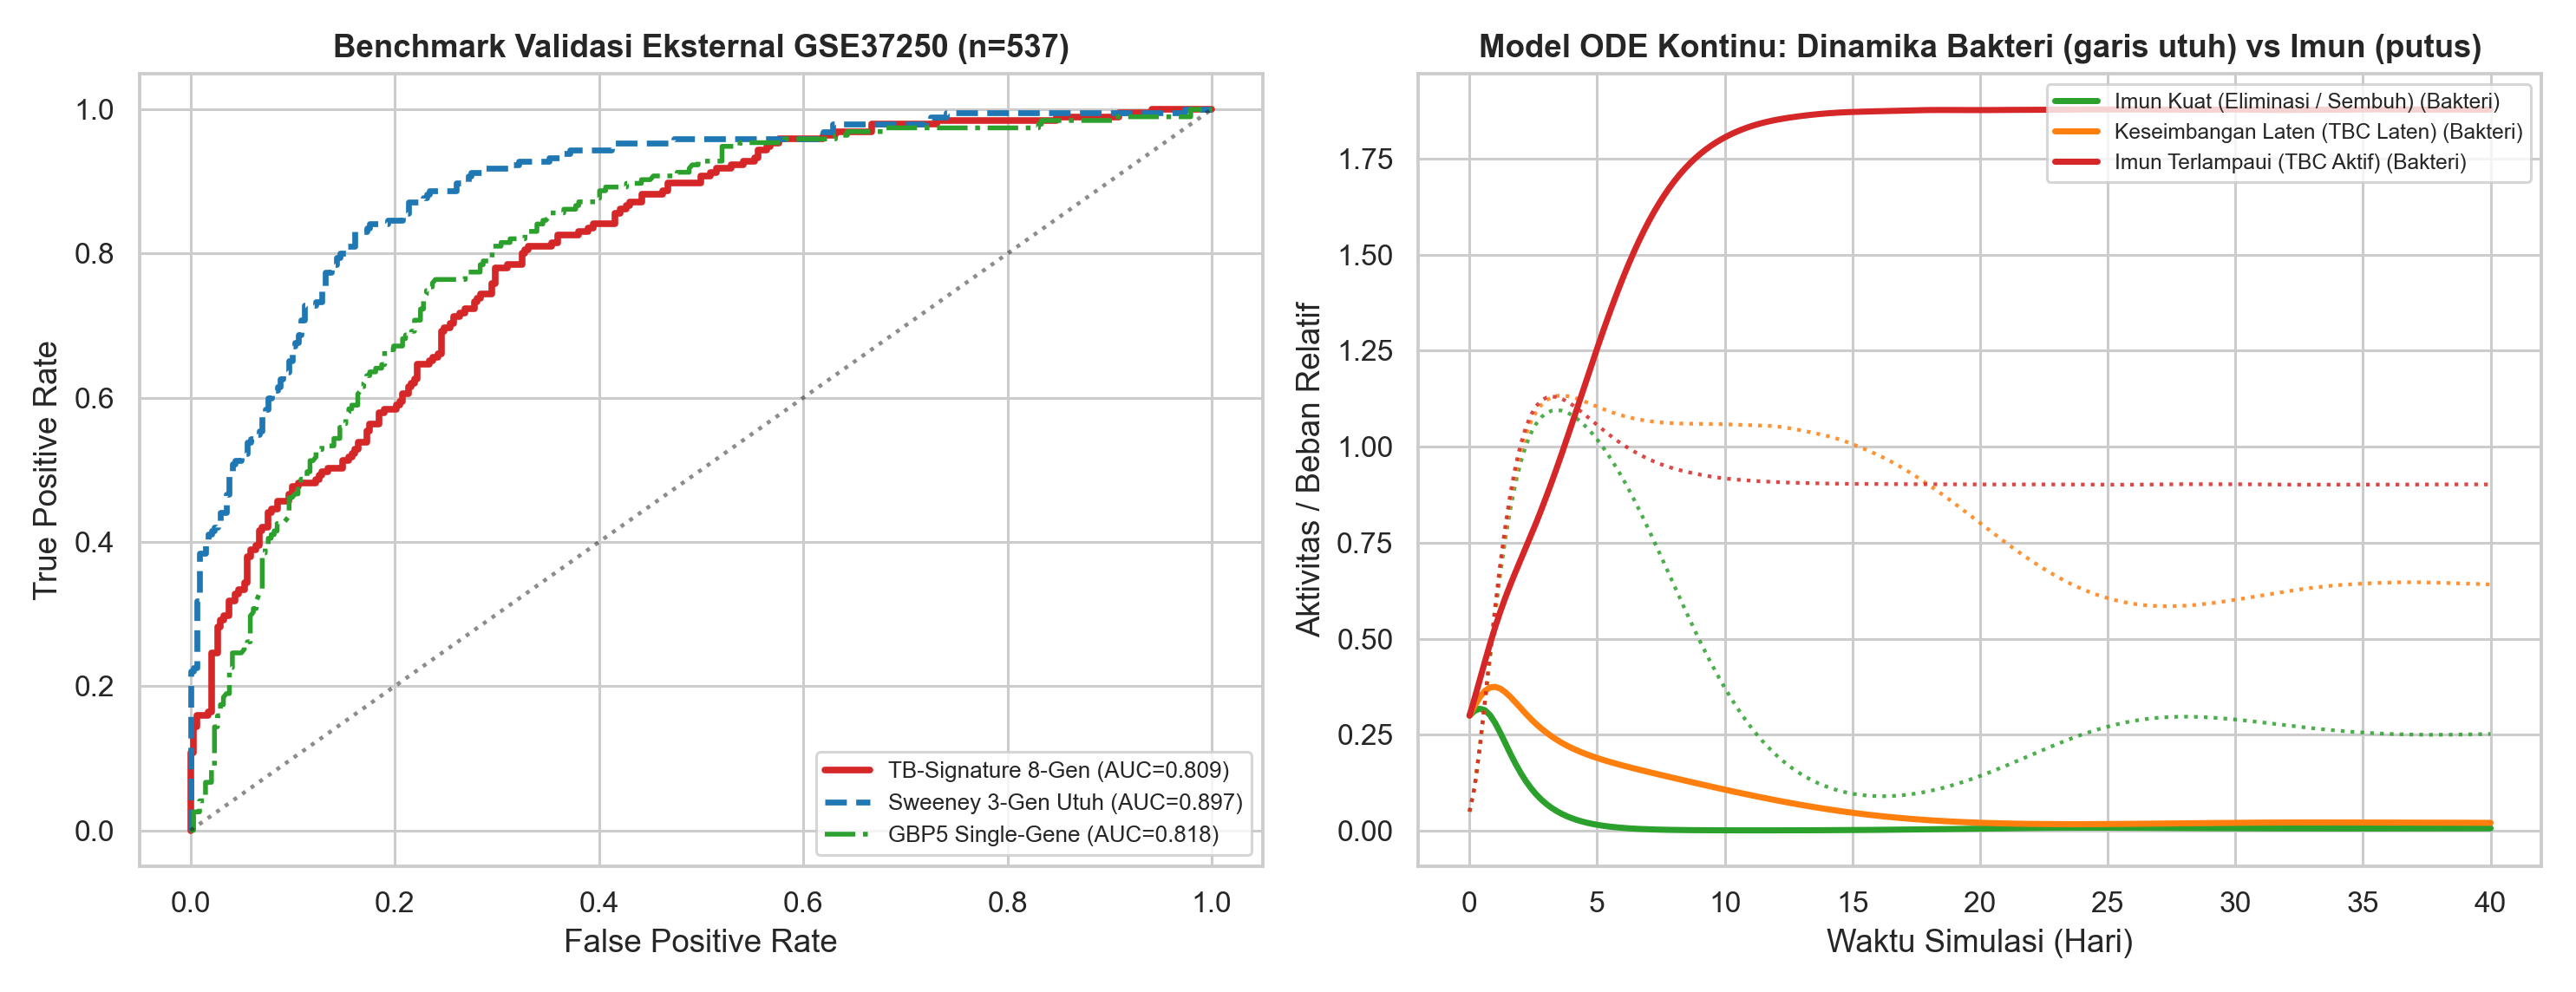 Benchmark Validasi Eksternal GSE37250 (n=537)
True Positive Rate
1.0
0.8
0.6
0.4
0.2
0.0
TB-Signature 8-Gen (AUC=0.809)
Sweeney 3-Gen Utuh (AUC=0.897)
GBP5 Single-Gene (AUC=0.818)
0.0 0.2 0.4 0.6 0.8 1.0
False Positive Rate
Model ODE Kontinu: Dinamika Bakteri (garis utuh) vs Imun (putus)
Aktivitas / Beban Relatif
Imun Kuat (Eliminasi / Sembuh) (Bakteri)
Keseimbangan Laten (TBC Laten) (Bakteri)
Imun Terlampaui (TBC Aktif) (Bakteri)
1.75
1.50
1.25
1.00
0.75
0.50
0.25
0.00
0 5 10 15 20 25 30 35 40
Waktu Simulasi (Hari)